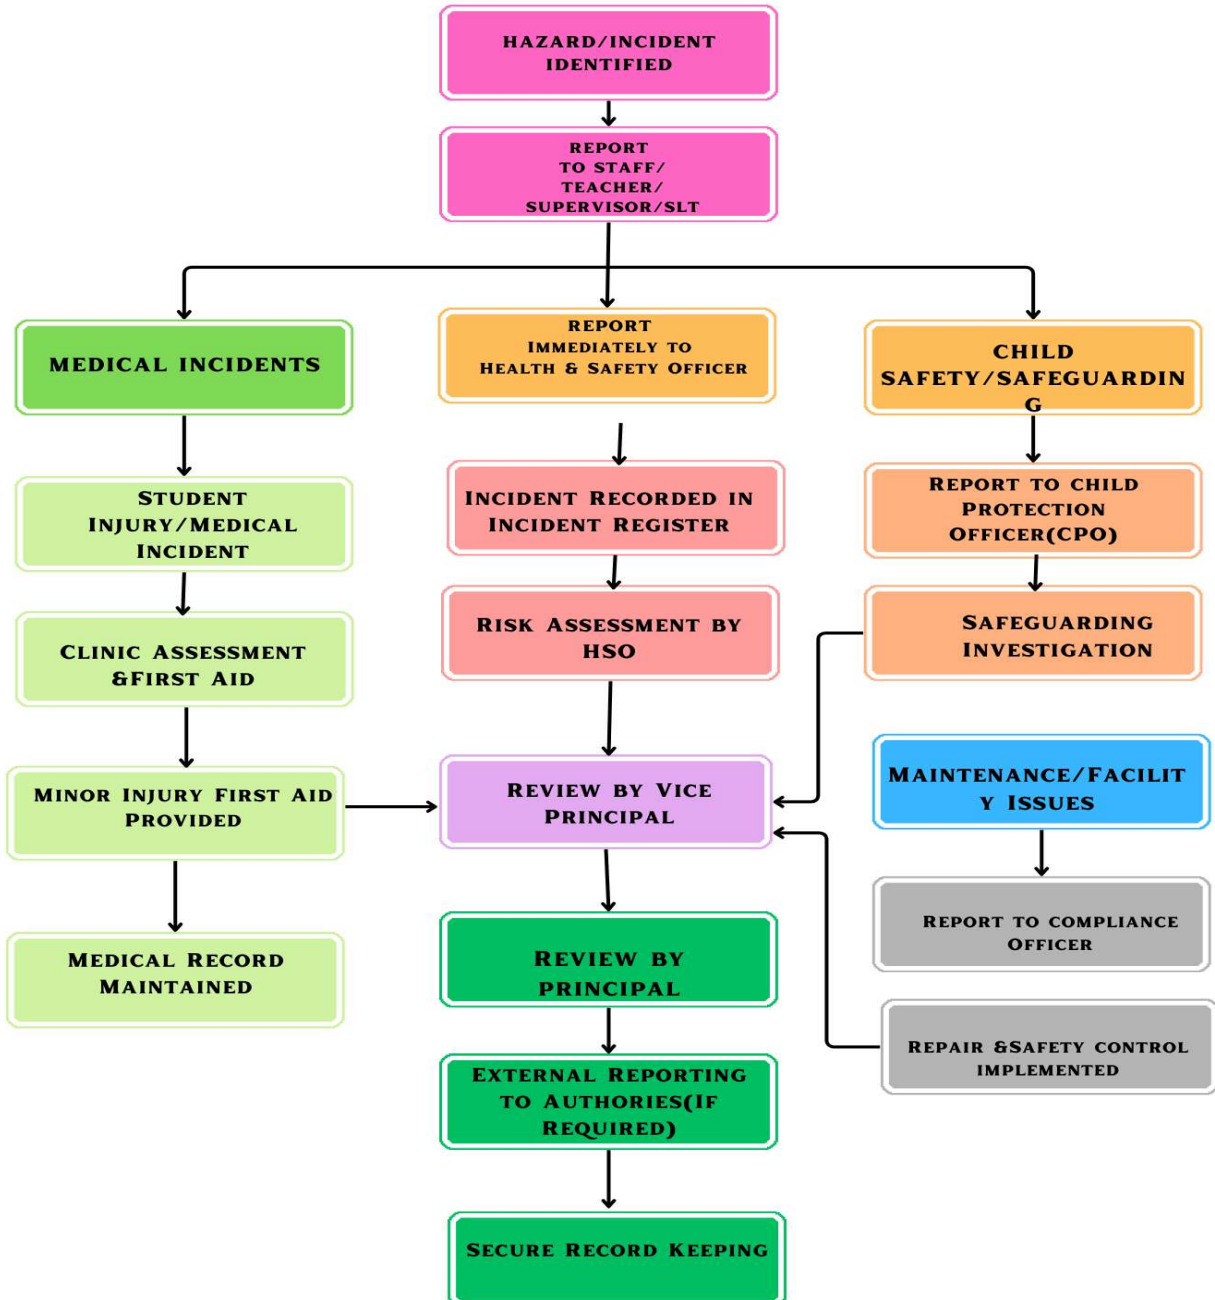 HAZARD/INCIDENT
IDENTIFIED
REPORT
TO STAFF/
TEACHER/
SUPERVISOR/SLT
MEDICAL INCIDENTS
REPORT
IMMEDIATELY TO
HEALTH & SAFETY OFFICER
CHILD
SAFETY/SAFEGUARDIN
G
STUDENT
INJURY/MEDICAL
INCIDENT
INCIDENT RECORDED IN
INCIDENT REGISTER
REPORT TO CHILD
PROTECTION
OFFICER(CPO)
CLINIC ASSESSMENT
&FIRST AID
RISK ASSESSMENT BY
HSO
SAFEGUARDING
INVESTIGATION
MINOR INJURY FIRST AID
PROVIDED
REVIEW BY VICE
PRINCIPAL
MAINTENANCE/FACILIT
Y ISSUES
MEDICAL RECORD
MAINTAINED
REVIEW BY
PRINCIPAL
REPORT TO COMPLIANCE
OFFICER
EXTERNAL REPORTING
TO AUTHORIES(IF
REQUIRED)
REPAIR &SAFETY CONTROL
IMPLEMENTED
SECURE RECORD KEEPING